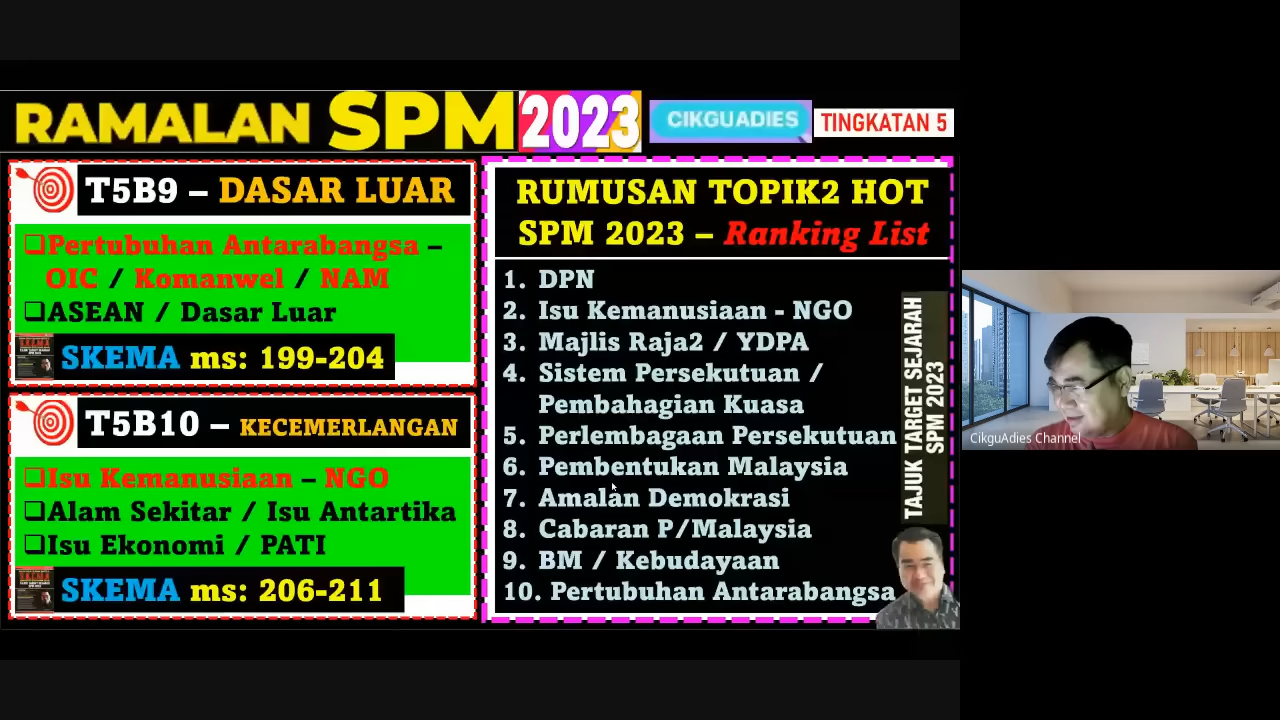 RAMALAN SPM 2023
CIKGUADIES
TINGKATAN 5
T5B9 – DASAR LUAR
❑Pertubuhan Antarabangsa –
OIC / Komanwel / NAM
❑ASEAN / Dasar Luar
SKEMA ms: 199-204
T5B10 – KECEMERLANGAN
❑Isu Kemanusiaan – NGO
❑Alam Sekitar / Isu Antartika
❑Isu Ekonomi / PATI
SKEMA ms: 206-211
RUMUSAN TOPIK2 HOT
SPM 2023 – Ranking List
1. DPN
2. Isu Kemanusiaan - NGO
3. Majlis Raja2 / YDPA
4. Sistem Persekutuan /
Pembahagian Kuasa
5. Perlembagaan Persekutuan
6. Pembentukan Malaysia
7. Amalan Demokrasi
8. Cabaran P/Malaysia
9. BM / Kebudayaan
10. Pertubuhan Antarabangsa
TAJUK TARGET SEJARAH
SPM 2023
CikguAdies Channel